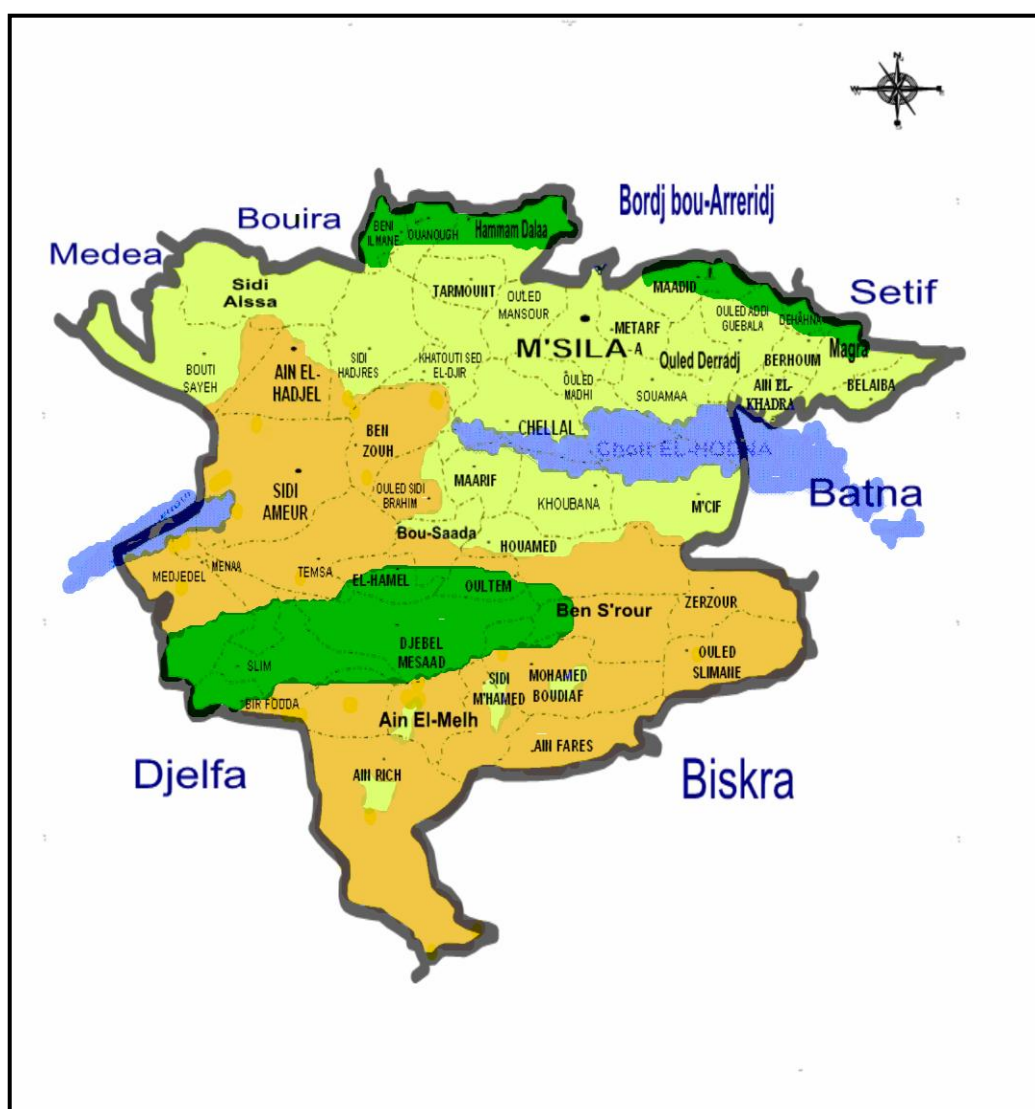 N
W
E
S
Bordj bou-Arreridj
Bouira
Medea
Setif
BENI
ILMANE
OUANOUGH
Hammam Dalaa
Sidi
Aissa
TARMOUNT
OULED
MANSOUR
MAADID
OULED ADDI
GUEBALA
DEHAHNA
Magra
METARF
-A
M'SILA
Ouled Derradj
BERHOUM
BELAIBA
AIN EL-
KHADRA
BOUTI
SAYEH
AIN EL-
HADJEL
SIDI
HADJRES
KHATOUTI SED
EL-DJIR
OULED
MADHI
SOUAMAA
CHELLAL
Chott EL-HODNA
BEN
ZOUH
MAARIF
KHOUBANA
M'CIF
Batna
SIDI
AMEUR
OULED SIDI
BRAHIM
Bou-Saada
HOUAMED
MEDJEDEL
MENAA
TEMSA
EL-HAMEL
OULTEM
Ben S'rour
ZERZOUR
SLIM
DJEBEL
MESAAD
OULED
SLIMANE
BIR FODDA
SIDI
M'HAMED
MOHAMED
BOUDIAF
Ain El-Melh
AIN FARES
AIN RICH
Djelfa
Biskra